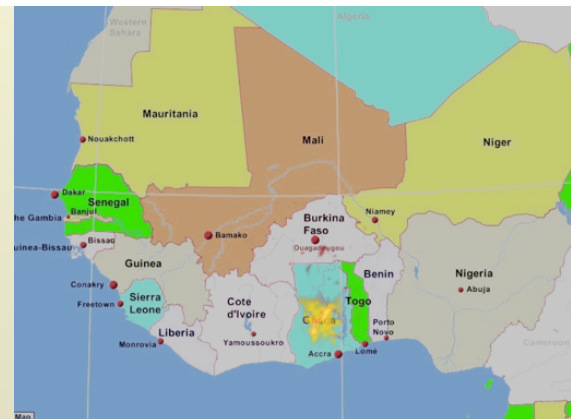 Western
Sahara
Algeria
Mauritania
Nouakchott
Mali
Niger
Dakar
Senegal
Banjul
he Gambia
Bissau
uinea-Bissau
Bamako
Burkina
Faso
Ouagadougou
Niamey
Guinea
Benin
Nigeria
Abuja
Conakry
Sierra
Leone
Freetown
Cote
d'Ivoire
Togo
Porto
Novo
Liberia
Yamoussoukro
Monrovia
Accra
Lomé
Cameroon
Map